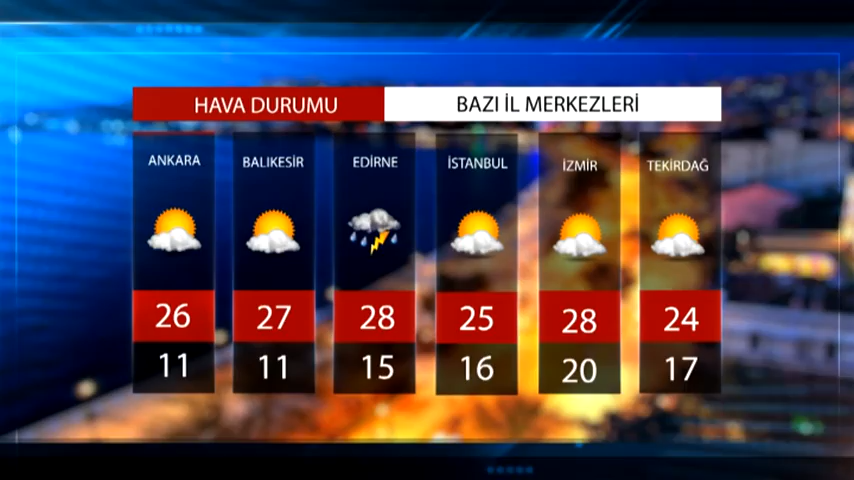 HAVA DURUMU
BAZI İL MERKEZLERİ
ANKARA BALIKESİR EDİRNE İSTANBUL İZMİR TEKİRDAĞ
26 27 28 25 28 24
11 11 15 16 20 17